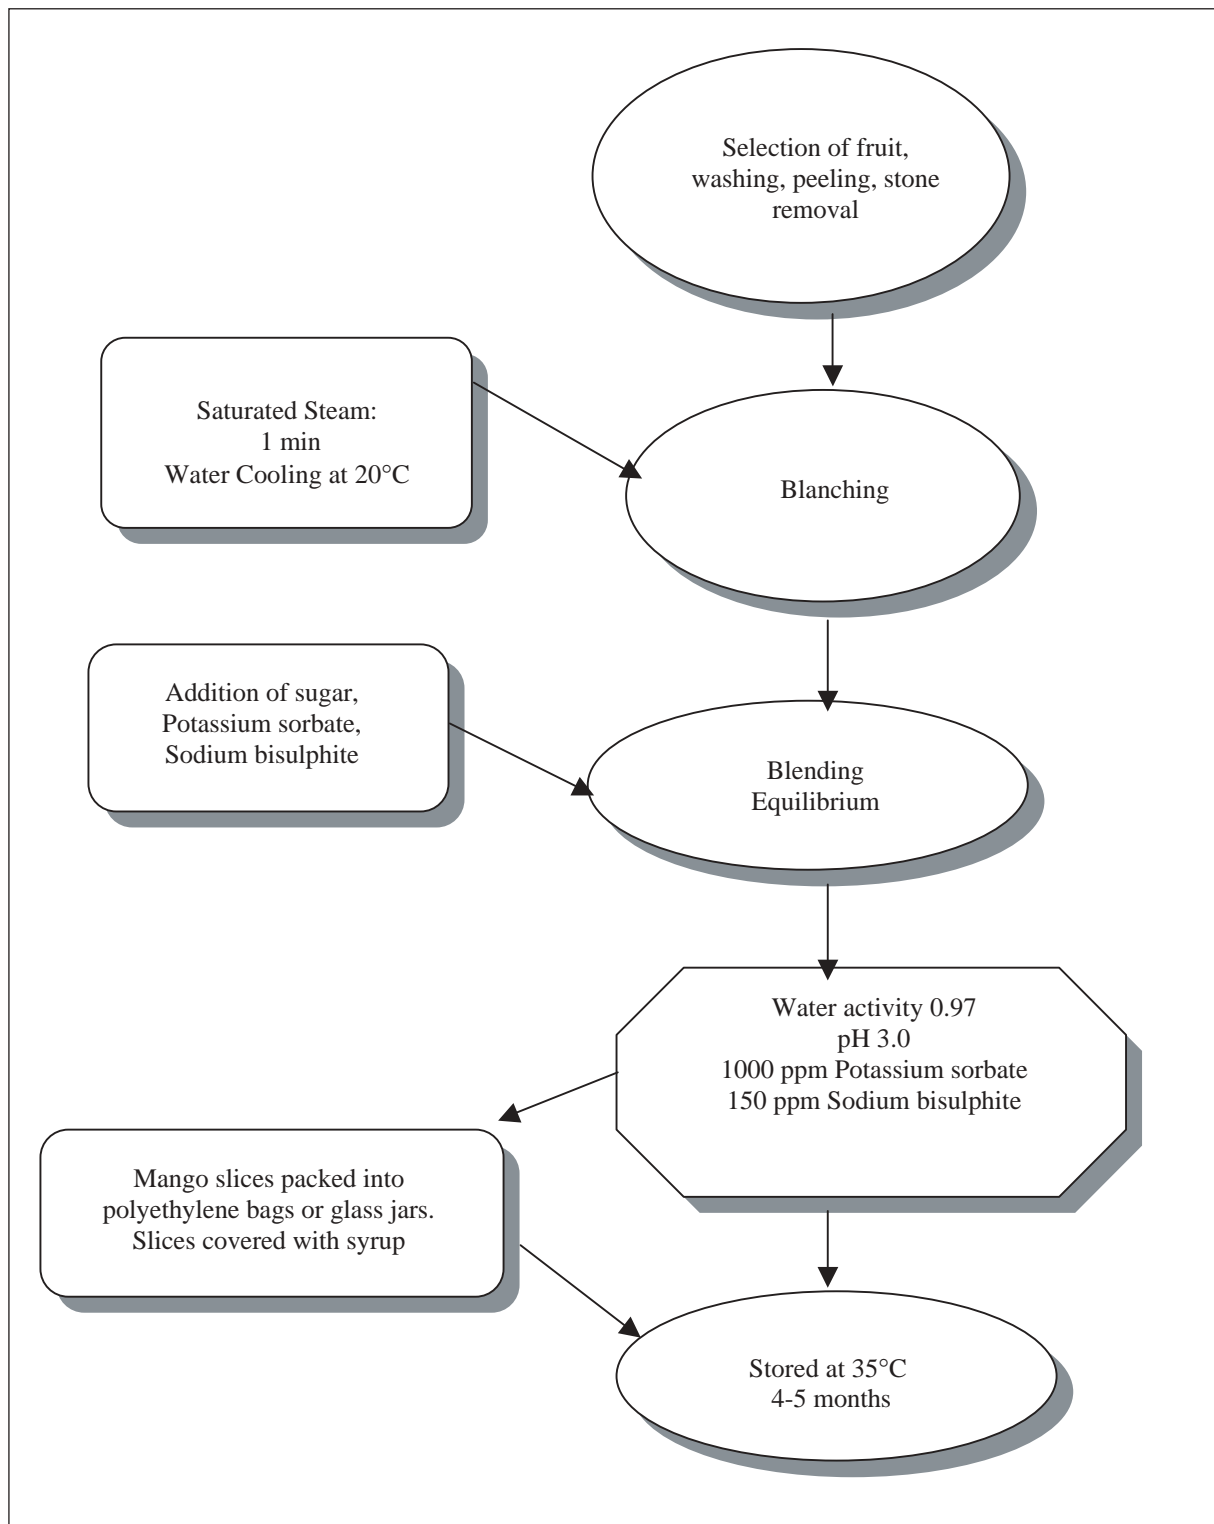 Selection of fruit,
washing, peeling, stone
removal
Saturated Steam:
1 min
Water Cooling at 20°C
Blanching
Addition of sugar,
Potassium sorbate,
Sodium bisulphite
Blending
Equilibrium
Water activity 0.97
pH 3.0
1000 ppm Potassium sorbate
150 ppm Sodium bisulphite
Mango slices packed into
polyethylene bags or glass jars.
Slices covered with syrup
Stored at 35°C
4-5 months